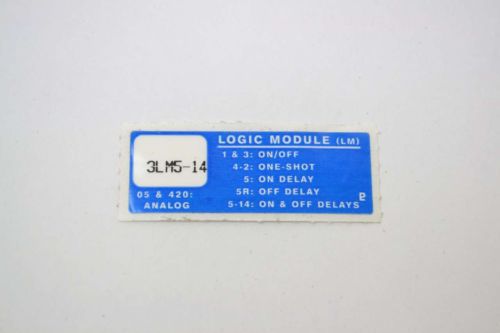 LOGIC MODULE (LM)
3LM5-14
1 & 3: ON/OFF
4-2: ONE-SHOT
5: ON DELAY
5R: OFF DELAY
5-14: ON & OFF DELAYS
05 & 420:
ANALOG